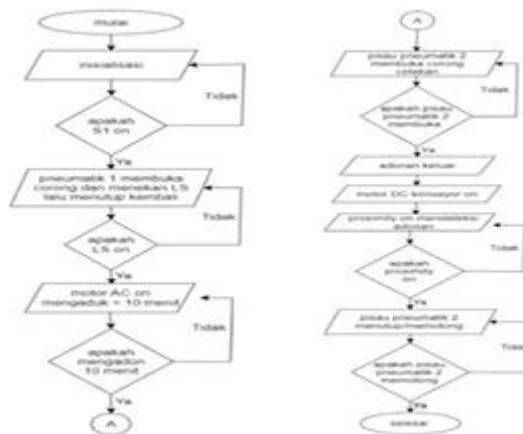 mulai
inisialisasi
Tidak
apakah
S1 on
Ya
pneumatik 1 membuka
corong dan menekan LS
lalu menutup kembali
Tidak
apakah
LS on
Ya
motor AC on
mengaduk = 10 menit
Tidak
apakah
mengadon
10 menit
Ya
A
A
pisau pneumatik 2
membuka corong
cetakan
Tidak
apakah pisau
pneumatik 2
membuka
Ya
adonan keluar
motor DC konveyor on
proximity on mendeteksi
adonan
Tidak
apakah
proximity
on
Ya
pisau pneumatik 2
menutup/memotong
Tidak
apakah pisau
pneumatik 2
memotong
Ya
selesai